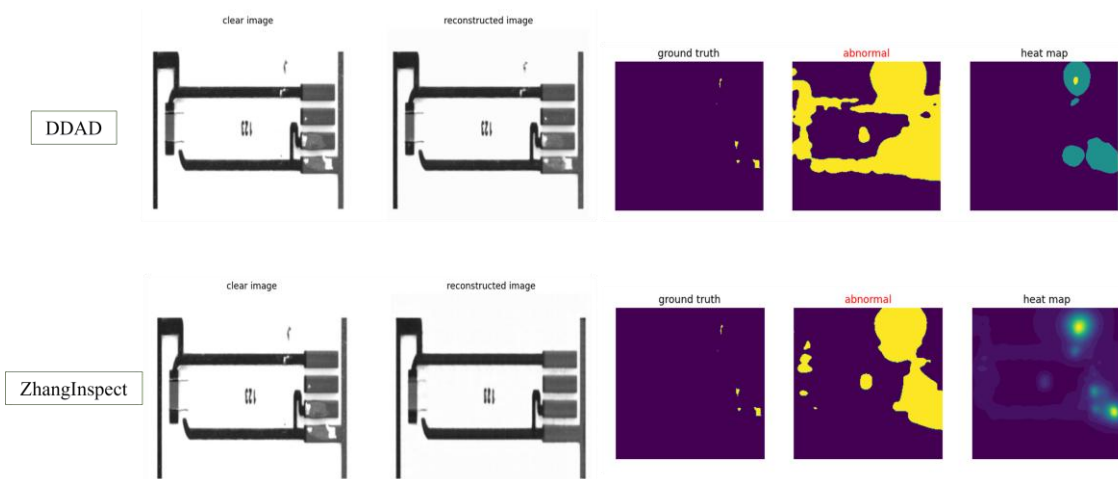 clear image
reconstructed image
ground truth
abnormal
heat map
DDAD
clear image
reconstructed image
ground truth
abnormal
heat map
ZhangInspect